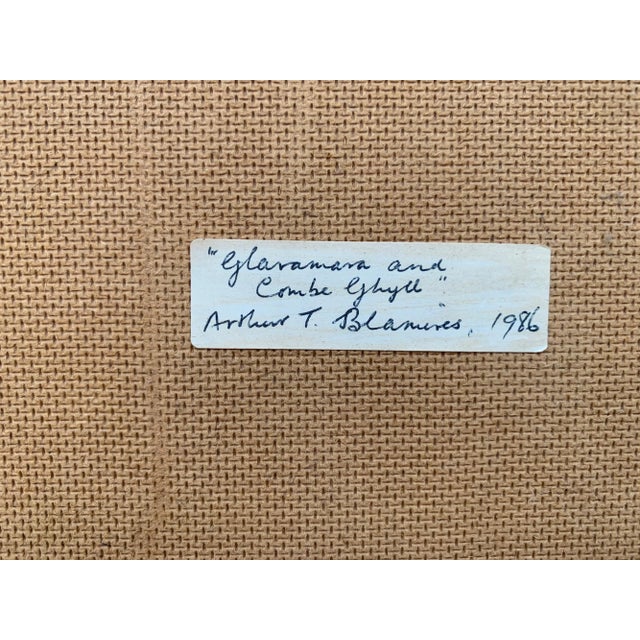 "Glaramara and
Combe Ghyll"
Arthur T. Blamires, 1986